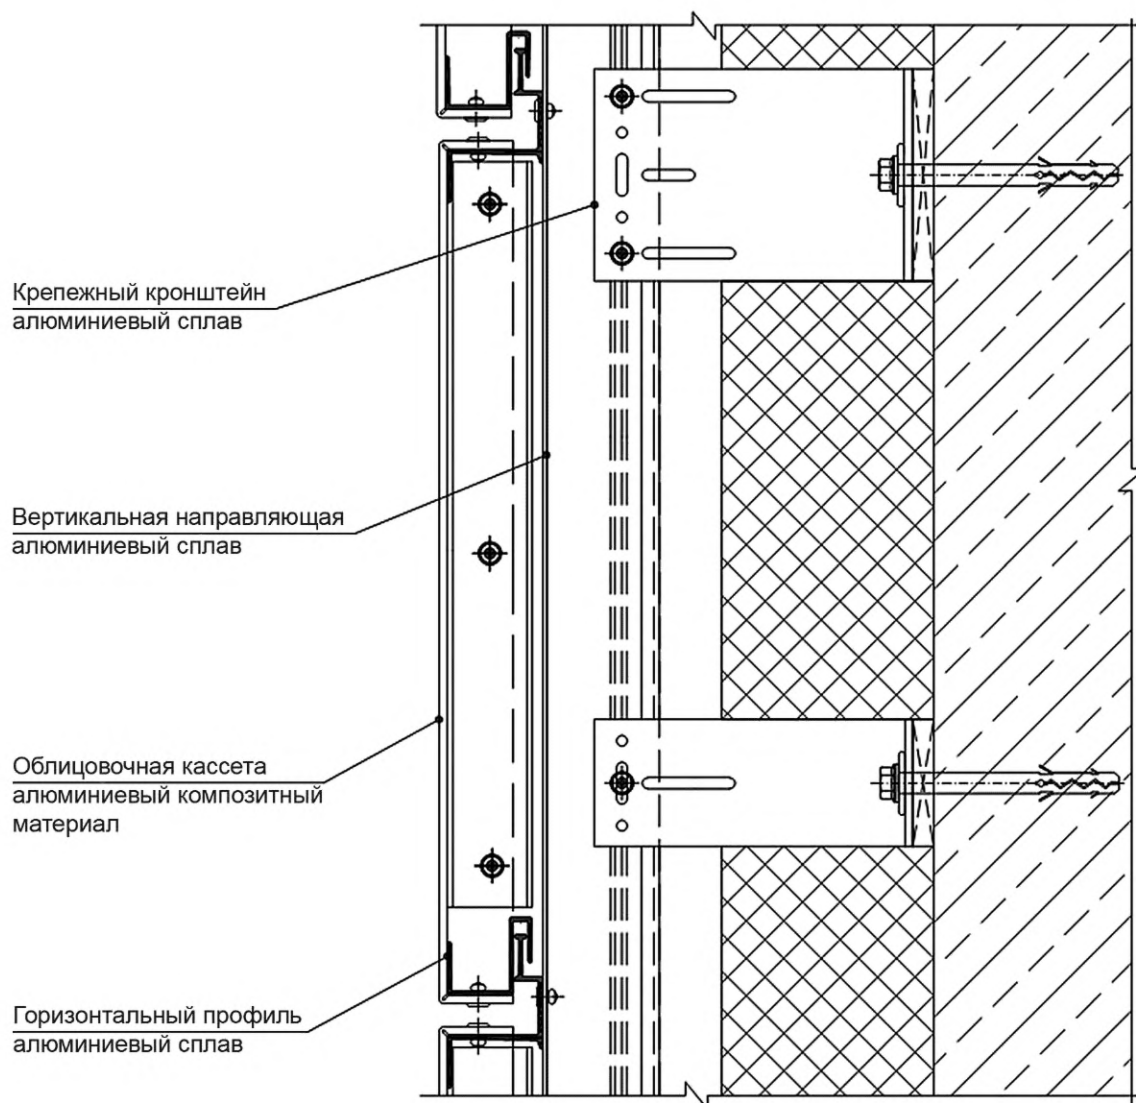 Крепежный кронштейн
алюминиевый сплав
Вертикальная направляющая
алюминиевый сплав
Облицовочная кассета
алюминиевый композитный
материал
Горизонтальный профиль
алюминиевый сплав